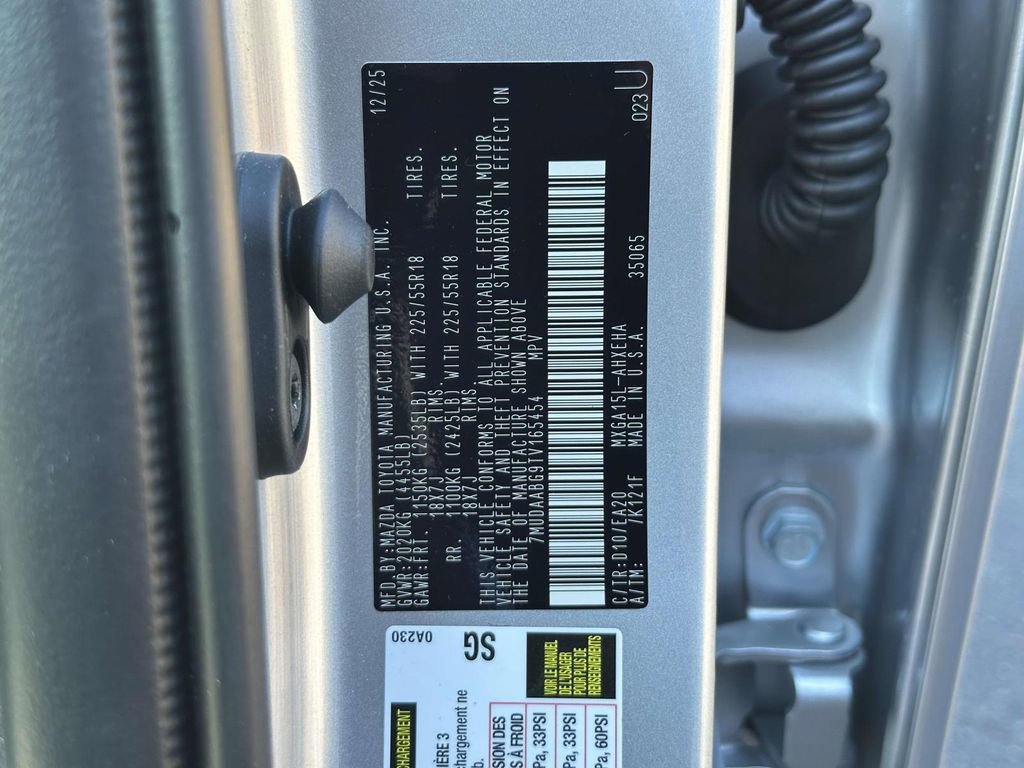 MFD.BY:MAZDA TOYOTA MANUFACTURING U.S.A. INC. 12/25
GVWR:2020KG (4455LB)
GAWR:FRT. 1150KG (2535LB) WITH 225/55R18 TIRES.
18X7J RIMS.
RR. 1100KG (2425LB) WITH 225/55R18 TIRES.
18X7J RIMS.
THIS VEHICLE CONFORMS TO ALL APPLICABLE FEDERAL MOTOR
VEHICLE SAFETY AND THEFT PREVENTION STANDARDS IN EFFECT ON
THE DATE OF MANUFACTURE SHOWN ABOVE
7MUDAABG9TV165454 MPV
C/TR:D10/EA20 MXGA15L-AHXEHA 35065 023 U
A/TM: /K121F MADE IN U.S.A.
0A230
SG
CHARGEMENT
VOIR LE MANUEL
DE L'USAGER
POUR PLUS DE
RENSEIGNEMENTS
IÈRE 3
chargement ne
b.
SION DES
S À FROID
Pa, 33PSI
Pa, 33PSI
Pa, 60PSI